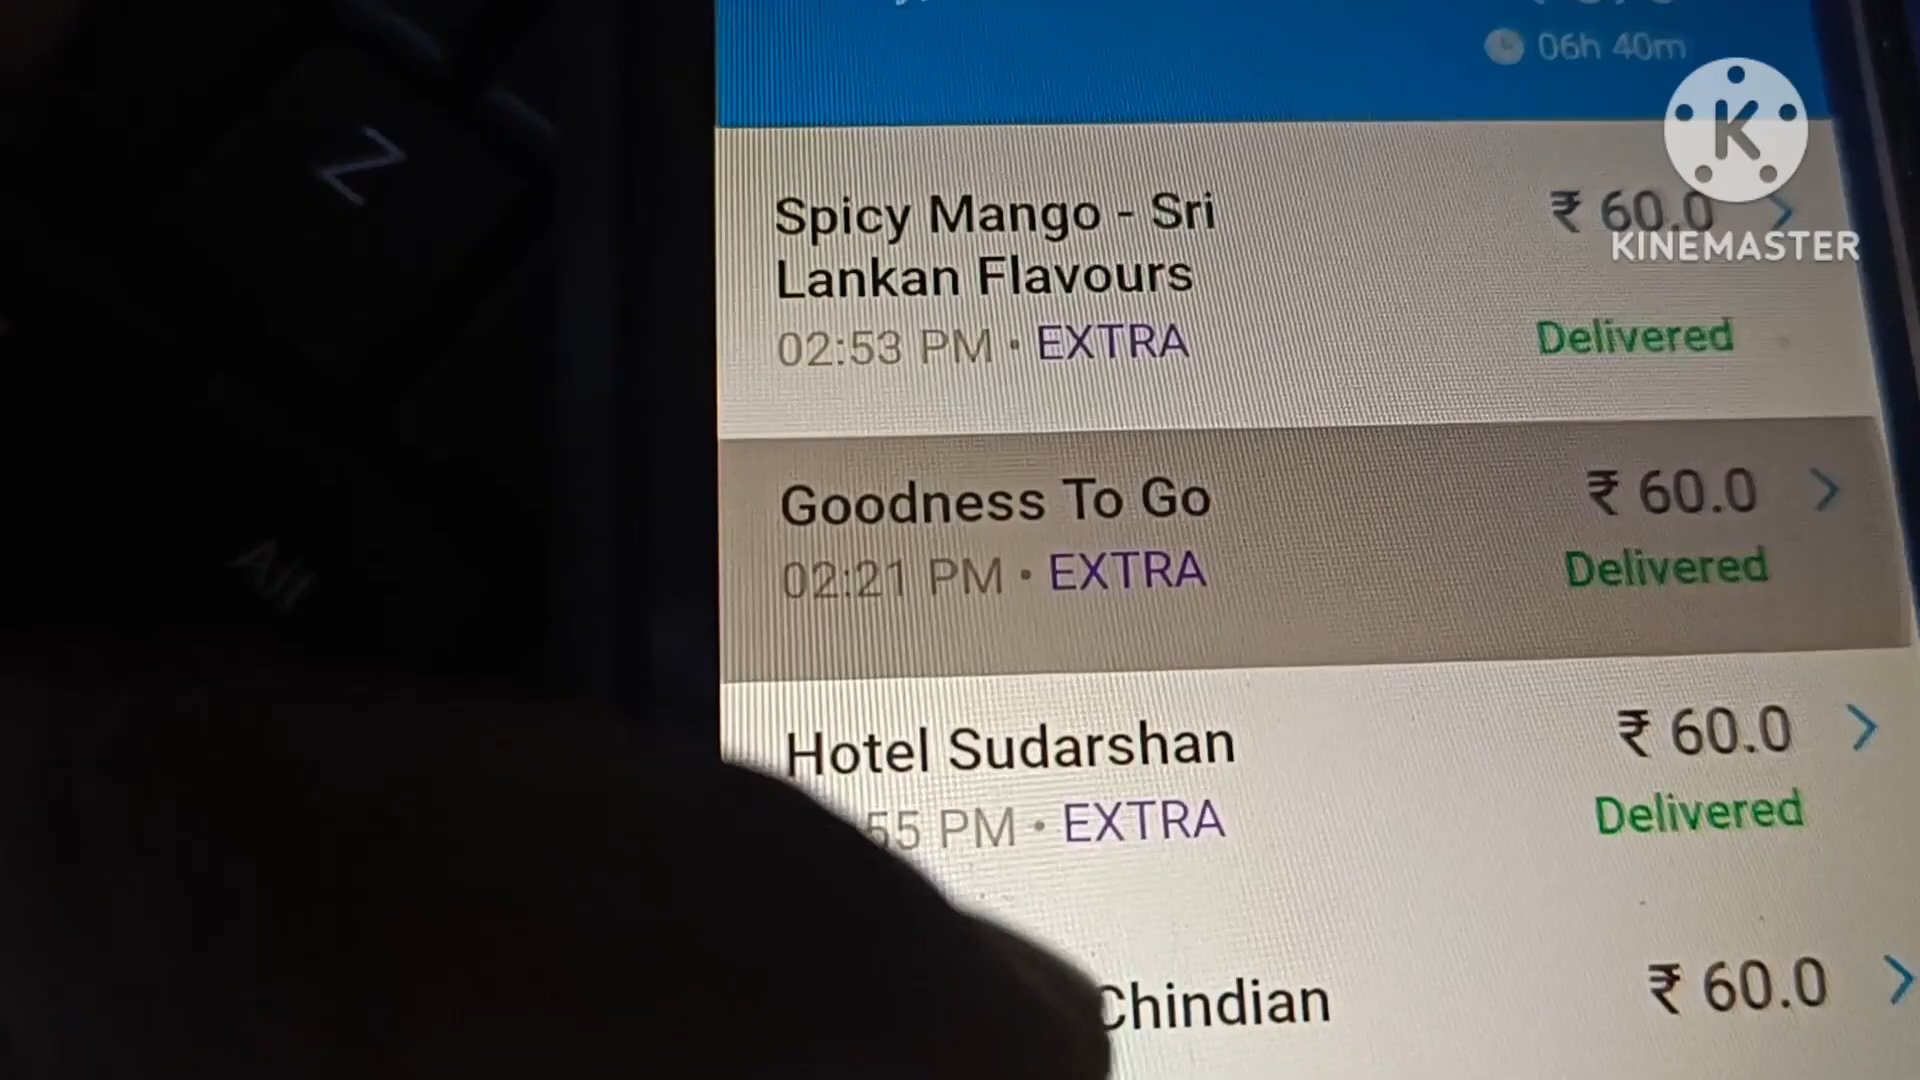 06h 40m
K
KINEMASTER
Spicy Mango - Sri
Lankan Flavours
₹ 60.0
02:53 PM • EXTRA
Delivered
Goodness To Go
₹ 60.0
02:21 PM • EXTRA
Delivered
Hotel Sudarshan
₹ 60.0
55 PM • EXTRA
Delivered
Chindian
₹ 60.0
Z
Alt